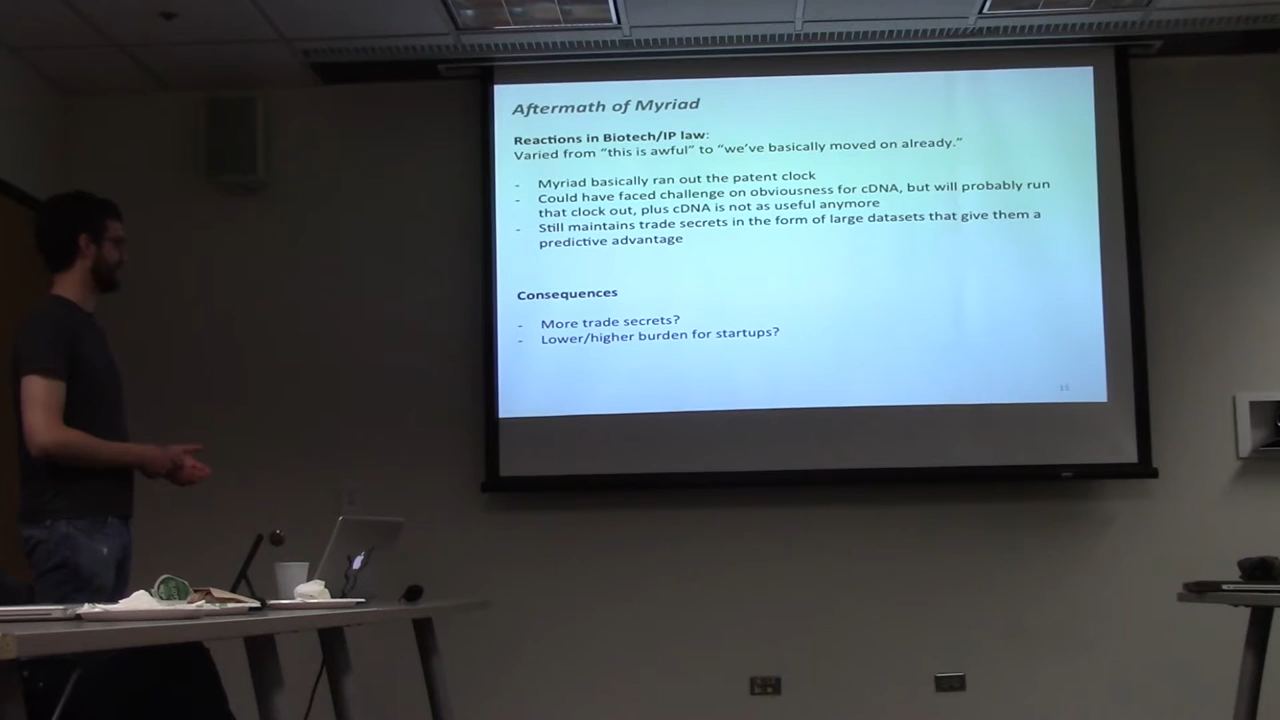 Aftermath of Myriad
Reactions in Biotech/IP law:
Varied from “this is awful” to “we’ve basically moved on already.”
- Myriad basically ran out the patent clock
- Could have faced challenge on obviousness for cDNA, but will probably run
that clock out, plus cDNA is not as useful anymore
- Still maintains trade secrets in the form of large datasets that give them a
predictive advantage
Consequences
- More trade secrets?
- Lower/higher burden for startups?
15